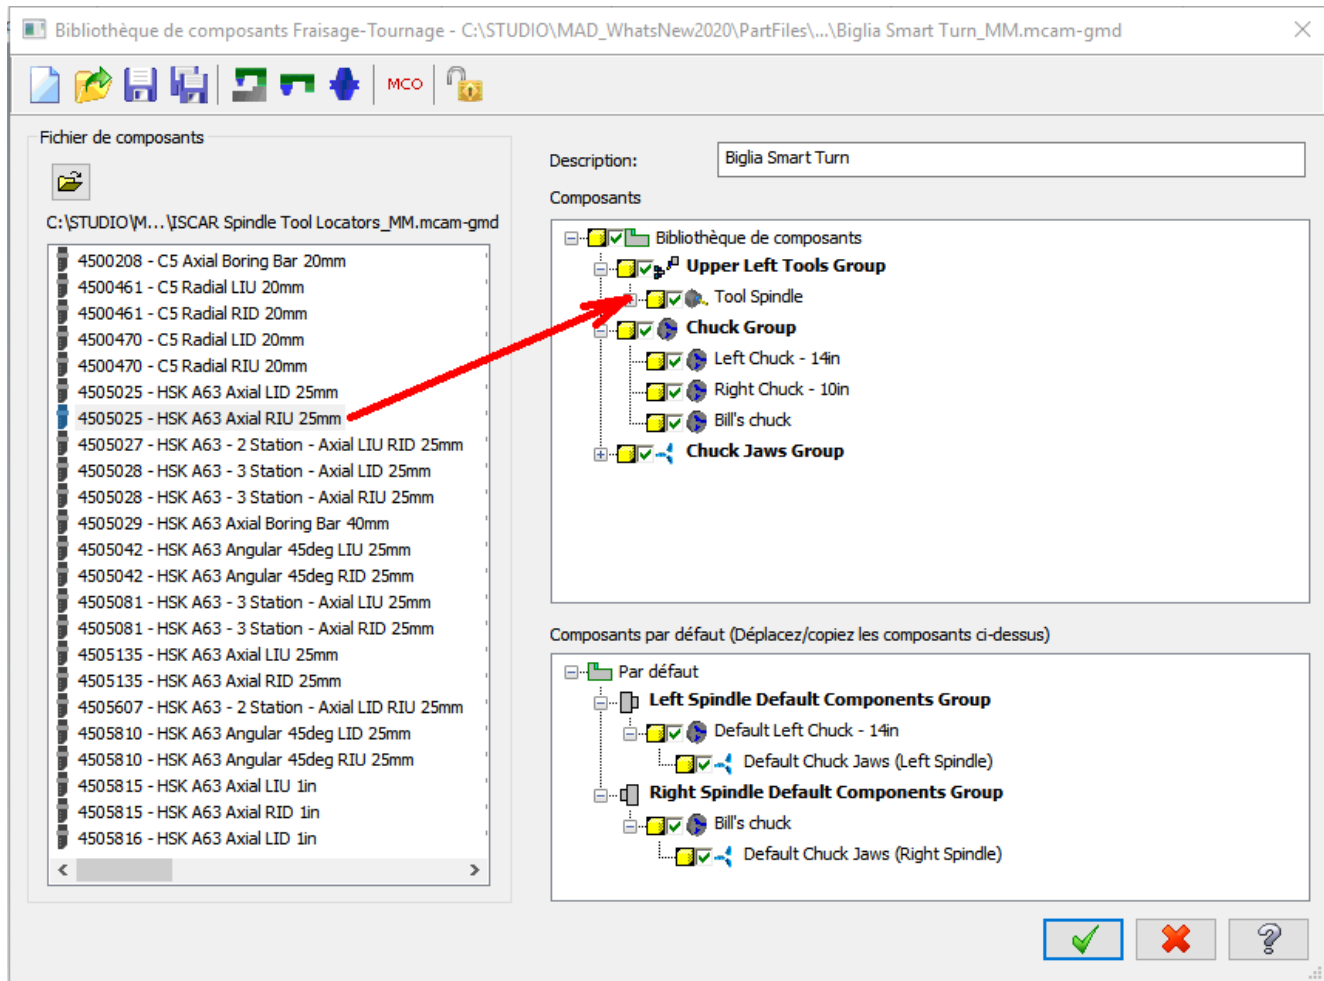 Bibliothèque de composants Fraisage-Tournage - C:\STUDIO\MAD_WhatsNew2020\PartFiles\...\Biglia Smart Turn_MM.mcam-gmd
MCO
Fichier de composants
C:\STUDIO\M...\ISCAR Spindle Tool Locators_MM.mcam-gmd
4500208 - C5 Axial Boring Bar 20mm
4500461 - C5 Radial LIU 20mm
4500461 - C5 Radial RID 20mm
4500470 - C5 Radial LID 20mm
4500470 - C5 Radial RIU 20mm
4505025 - HSK A63 Axial LID 25mm
4505025 - HSK A63 Axial RIU 25mm
4505027 - HSK A63 - 2 Station - Axial LIU RID 25mm
4505028 - HSK A63 - 3 Station - Axial LID 25mm
4505028 - HSK A63 - 3 Station - Axial RIU 25mm
4505029 - HSK A63 Axial Boring Bar 40mm
4505042 - HSK A63 Angular 45deg LIU 25mm
4505042 - HSK A63 Angular 45deg RID 25mm
4505081 - HSK A63 - 3 Station - Axial LIU 25mm
4505081 - HSK A63 - 3 Station - Axial RID 25mm
4505135 - HSK A63 Axial LIU 25mm
4505135 - HSK A63 Axial RID 25mm
4505607 - HSK A63 - 2 Station - Axial LID RIU 25mm
4505810 - HSK A63 Angular 45deg LID 25mm
4505810 - HSK A63 Angular 45deg RIU 25mm
4505815 - HSK A63 Axial LIU 1in
4505815 - HSK A63 Axial RID 1in
4505816 - HSK A63 Axial LID 1in
Description: Biglia Smart Turn
Composants
Bibliothèque de composants
Upper Left Tools Group
Tool Spindle
Chuck Group
Left Chuck - 14in
Right Chuck - 10in
Bill's chuck
Chuck Jaws Group
Composants par défaut (Déplacez/copiez les composants ci-dessus)
Par défaut
Left Spindle Default Components Group
Default Left Chuck - 14in
Default Chuck Jaws (Left Spindle)
Right Spindle Default Components Group
Bill's chuck
Default Chuck Jaws (Right Spindle)